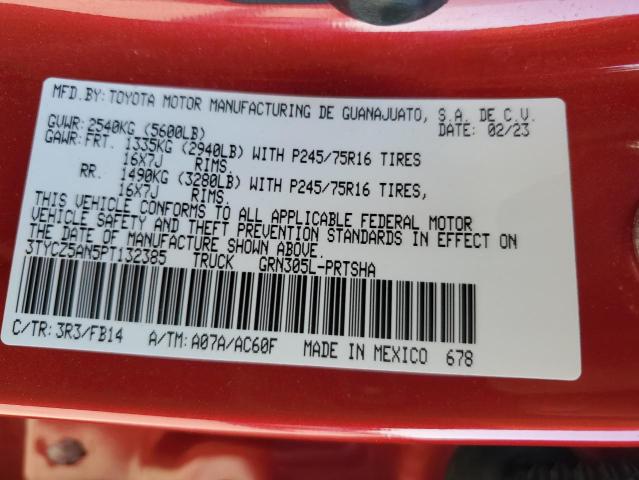 MFD.BY: TOYOTA MOTOR MANUFACTURING DE GUANAJUATO, S.A. DE C.V.
GVWR: 2540KG (5600LB) DATE: 02/23
GAWR: FRT. 1335KG (2940LB) WITH P245/75R16 TIRES
16X7J RIMS.
RR. 1490KG (3280LB) WITH P245/75R16 TIRES,
16X7J RIMS.
THIS VEHICLE CONFORMS TO ALL APPLICABLE FEDERAL MOTOR
VEHICLE SAFETY AND THEFT PREVENTION STANDARDS IN EFFECT ON
THE DATE OF MANUFACTURE SHOWN ABOVE.
3TYCZ5AN5PT132385 TRUCK GRN305L-PRTSHA
C/TR: 3R3/FB14 A/TM: A07A/AC60F MADE IN MEXICO 678